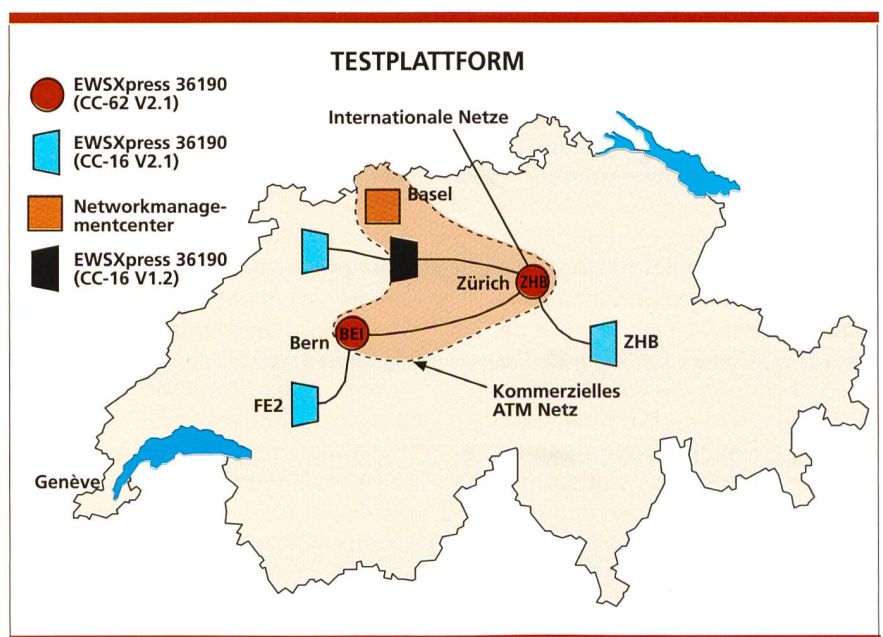 TESTPLATTFORM
EWSXpress 36190
(CC-62 V2.1)
EWSXpress 36190
(CC-16 V2.1)
Networkmanage-
mentcenter
EWSXpress 36190
(CC-16 V1.2)
Internationale Netze
Basel
Zürich
ZHB
Bern
BEI
ZHB
FE2
Kommerzielles
ATM Netz
Genève